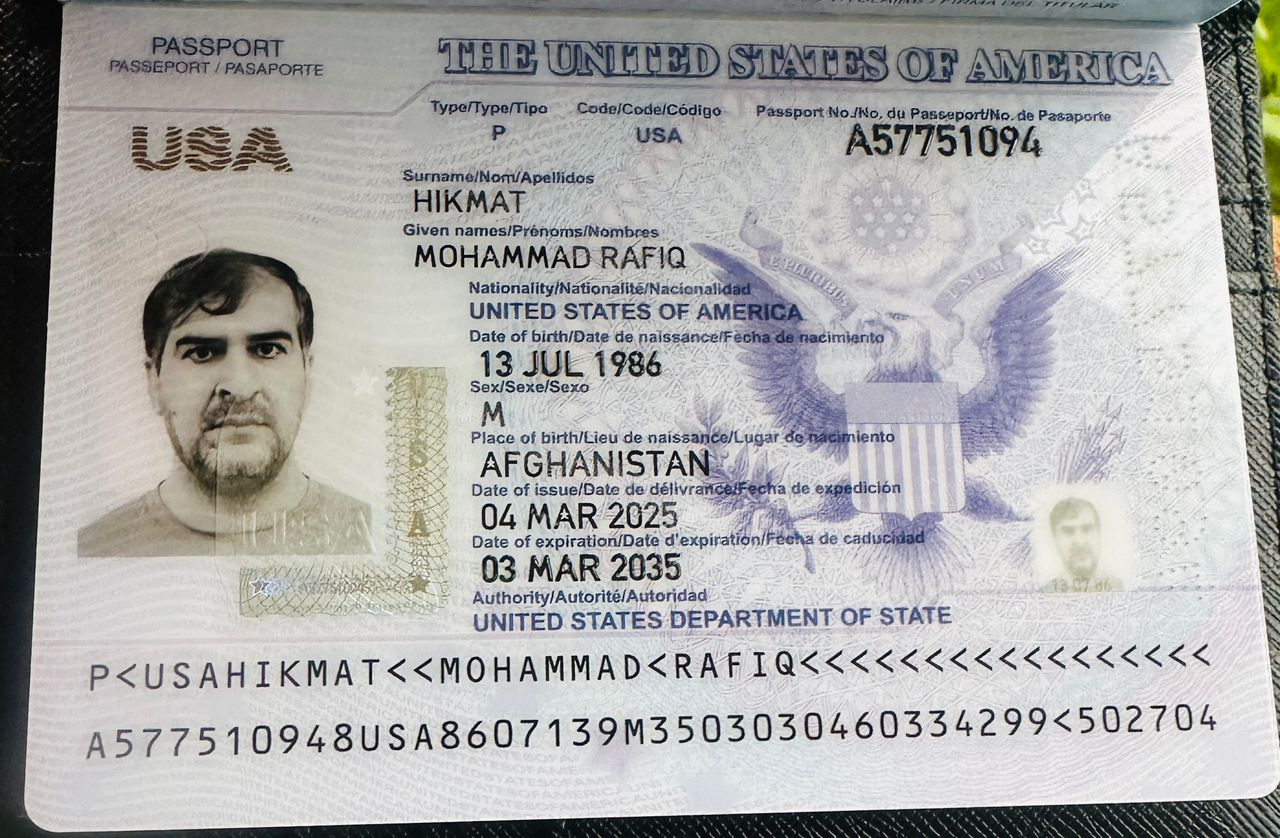 PASSPORT
PASSEPORT / PASAPORTE
THE UNITED STATES OF AMERICA
USA
Type/Type/Tipo Code/Code/Código Passport No./No. du Passeport/No. de Pasaporte
P USA A57751094
Surname/Nom/Apellidos
HIKMAT
Given names/Prénoms/Nombres
MOHAMMAD RAFIQ
Nationality/Nationalité/Nacionalidad
UNITED STATES OF AMERICA
Date of birth/Date de naissance/Fecha de nacimiento
13 JUL 1986
Sex/Sexe/Sexo
M
Place of birth/Lieu de naissance/Lugar de nacimiento
AFGHANISTAN
Date of issue/Date de délivrance/Fecha de expedición
04 MAR 2025
Date of expiration/Date d'expiration/Fecha de caducidad
03 MAR 2035
Authority/Autorité/Autoridad
UNITED STATES DEPARTMENT OF STATE
USA
13 07 86
P<USAHIKMAT<<MOHAMMAD<RAFIQ<<<<<<<<<<<<<<<<<
A577510948USA8607139M3503030460334299<502704